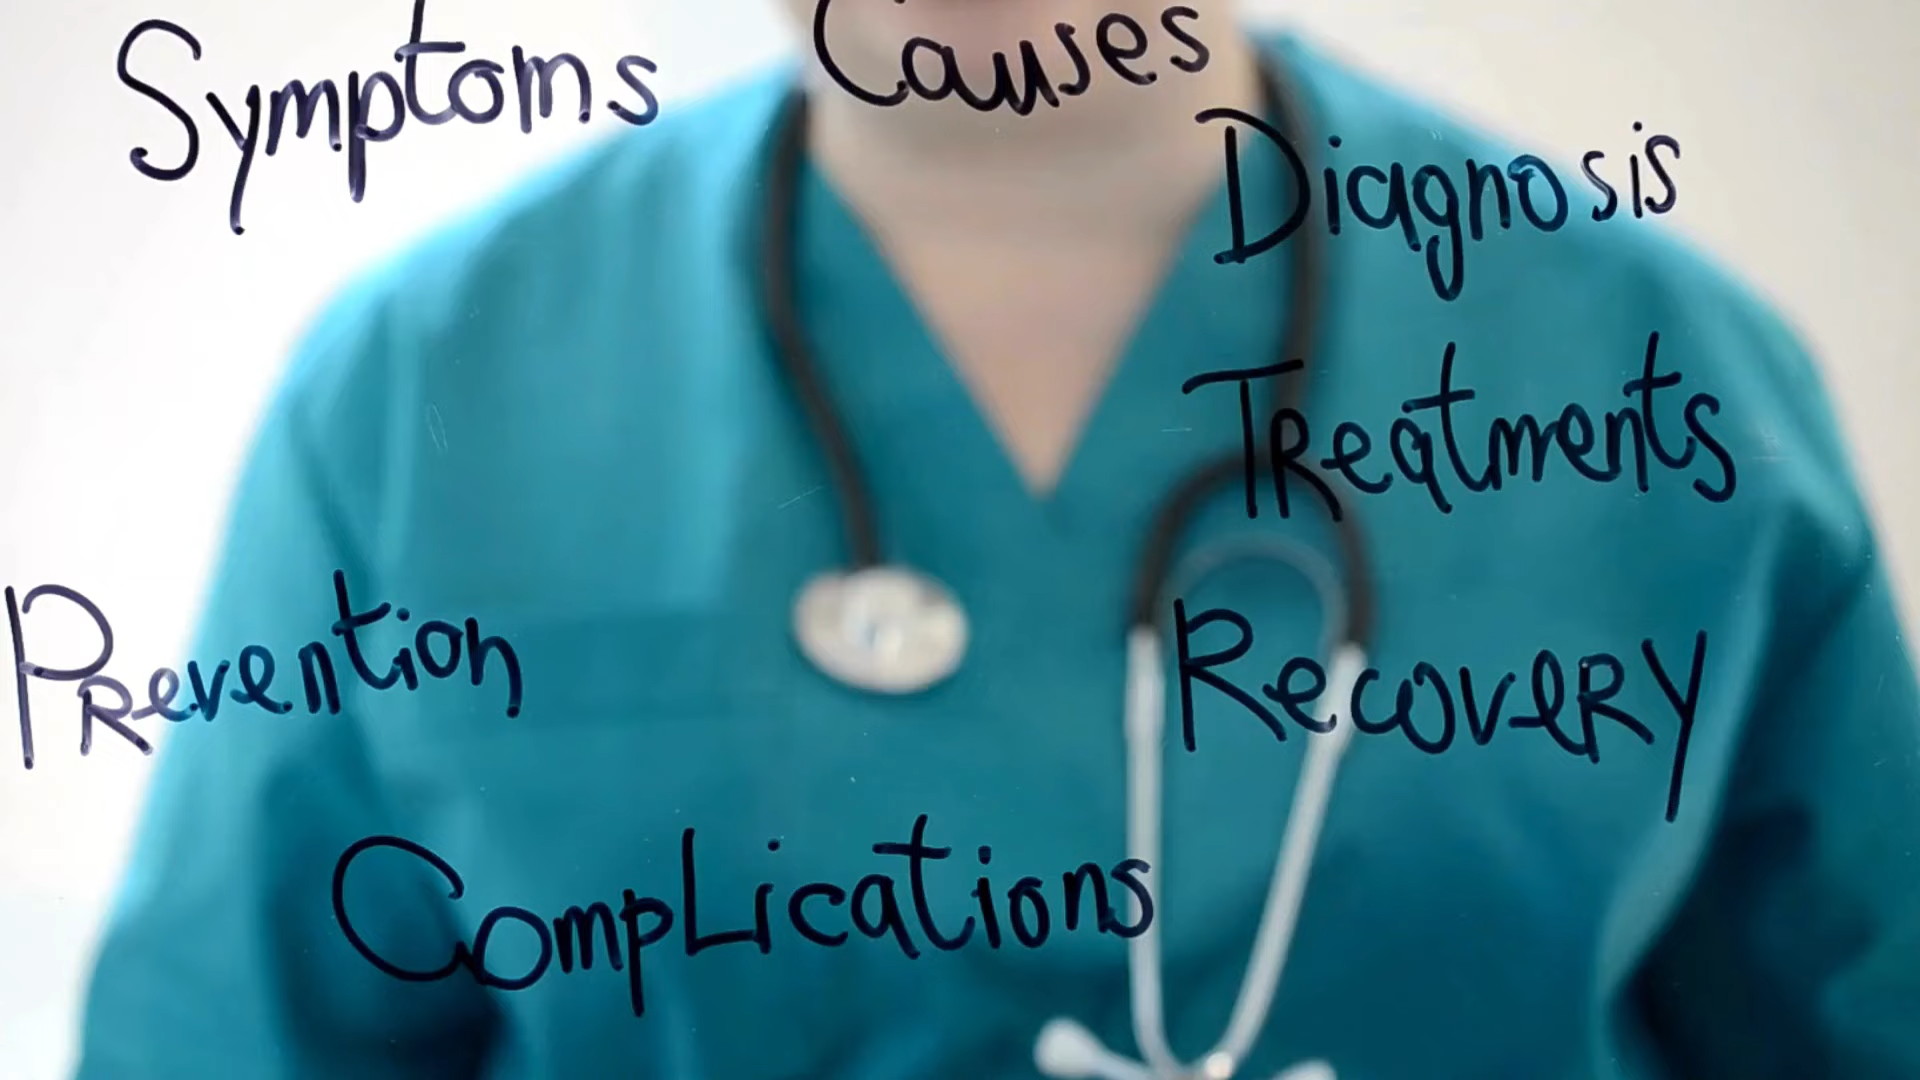 Symptoms
Causes
Diagnosis
Treatments
Prevention
Recovery
Complications